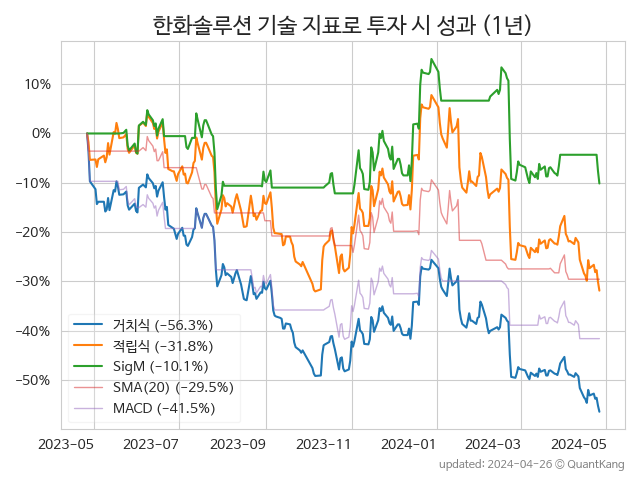 한화솔루션 기술 지표로 투자 시 성과 (1년)
10%
0%
−10%
−20%
−30%
−40%
−50%
거치식 (−56.3%)
적립식 (−31.8%)
SigM (−10.1%)
SMA(20) (−29.5%)
MACD (−41.5%)
2023-05 2023-07 2023-09 2023-11 2024-01 2024-03 2024-05
updated: 2024-04-26 © QuantKang